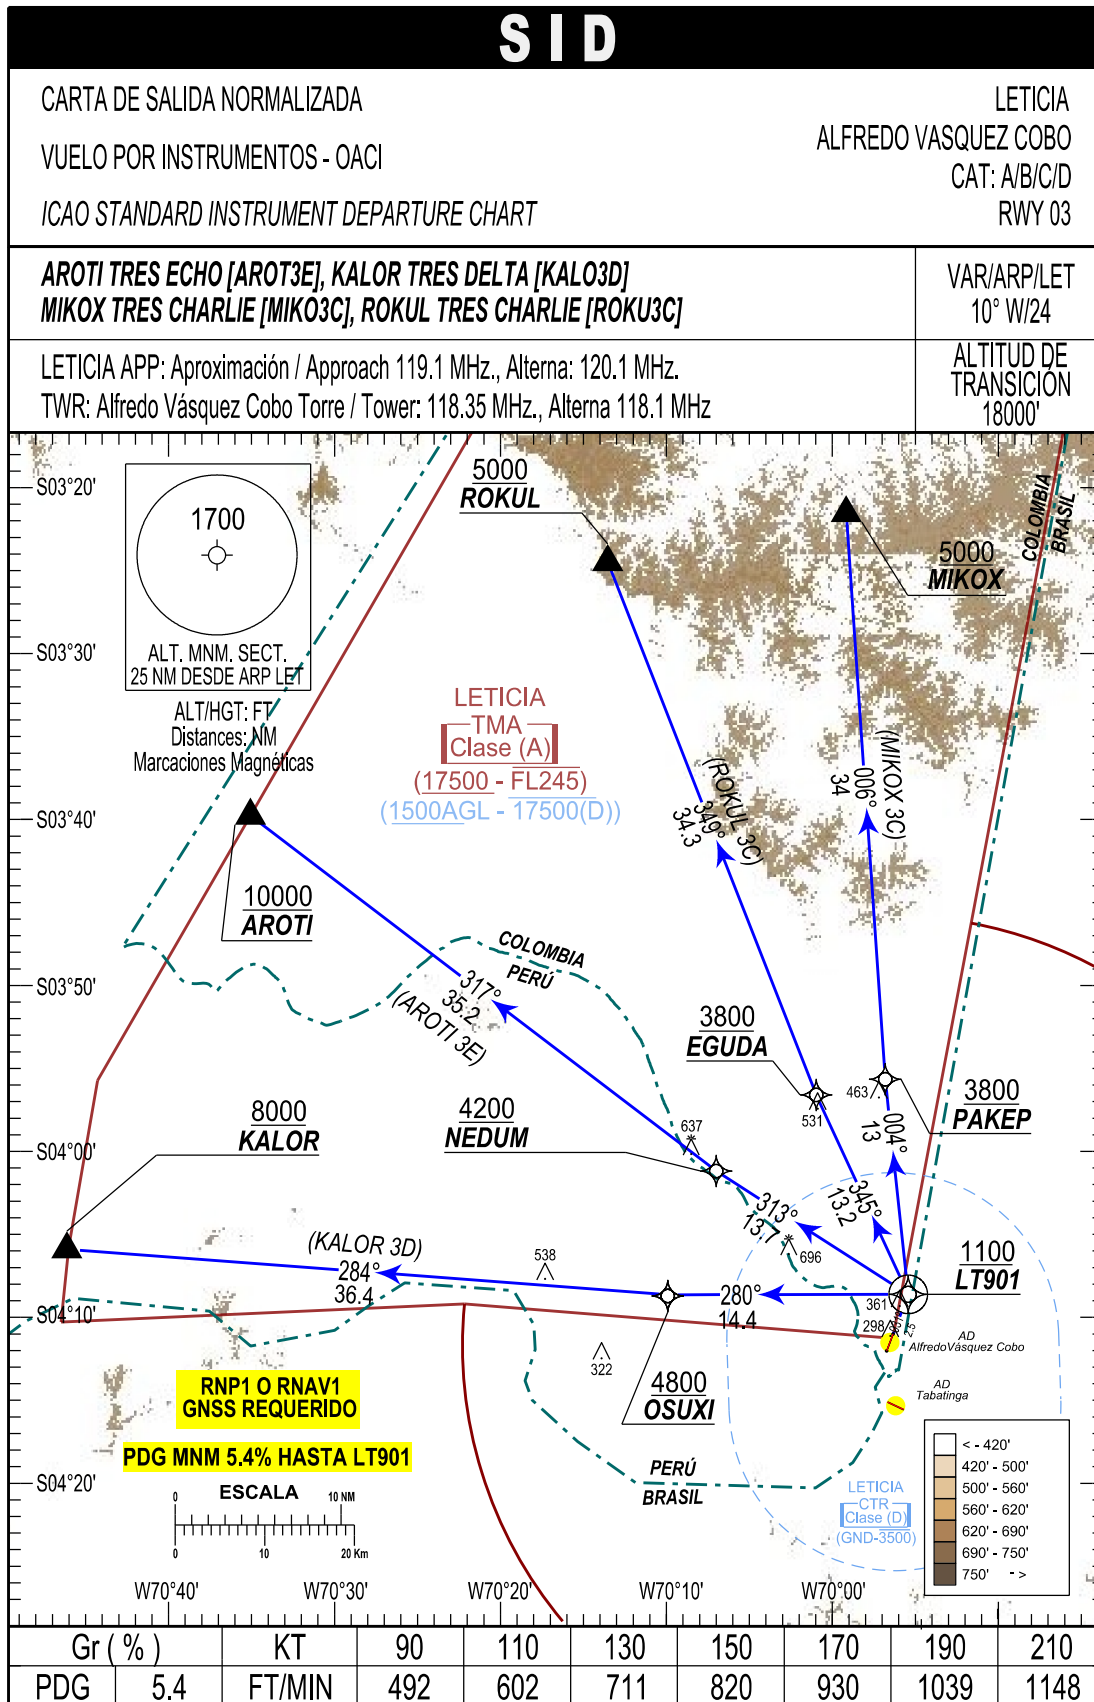 SID
CARTA DE SALIDA NORMALIZADA
VUELO POR INSTRUMENTOS - OACI
ICAO STANDARD INSTRUMENT DEPARTURE CHART
LETICIA
ALFREDO VASQUEZ COBO
CAT: A/B/C/D
RWY 03
AROTI TRES ECHO [AROT3E], KALOR TRES DELTA [KALO3D]
MIKOX TRES CHARLIE [MIKO3C], ROKUL TRES CHARLIE [ROKU3C]
VAR/ARP/LET
10° W/24
LETICIA APP: Aproximación / Approach 119.1 MHz., Alterna: 120.1 MHz.
TWR: Alfredo Vásquez Cobo Torre / Tower: 118.35 MHz., Alterna 118.1 MHz
ALTITUD DE
TRANSICIÓN
18000'
S03°20'
S03°30'
S03°40'
S03°50'
S04°00'
S04°10'
S04°20'
1700
ALT. MNM. SECT.
25 NM DESDE ARP LET
ALT/HGT: FT
Distances: NM
Marcaciones Magnéticas
5000
ROKUL
5000
MIKOX
COLOMBIA
BRASIL
LETICIA
TMA
Clase (A)
(17500 - FL245)
(1500AGL - 17500(D))
(ROKUL 3C)
349°
34.3
(MIKOX 3C)
006°
34
10000
AROTI
COLOMBIA
PERÚ
317°
35.2
(AROTI 3E)
3800
EGUDA
463
531
3800
PAKEP
004°
13
8000
KALOR
4200
NEDUM
637
345°
13.2
313°
13.7
696
(KALOR 3D)
284°
36.4
538
280°
14.4
1100
LT901
361
298
2.5
AD
AlfredoVásquez Cobo
AD
Tabatinga
322
4800
OSUXI
RNP1 O RNAV1
GNSS REQUERIDO
PDG MNM 5.4% HASTA LT901
PERÚ
BRASIL
LETICIA
CTR
Clase (D)
(GND-3500)
0 ESCALA 10 NM
0 10 20 Km
< - 420'
420' - 500'
500' - 560'
560' - 620'
620' - 690'
690' - 750'
750' - >
W70°40' W70°30' W70°20' W70°10' W70°00'
Gr ( % ) KT 90 110 130 150 170 190 210
PDG 5.4 FT/MIN 492 602 711 820 930 1039 1148